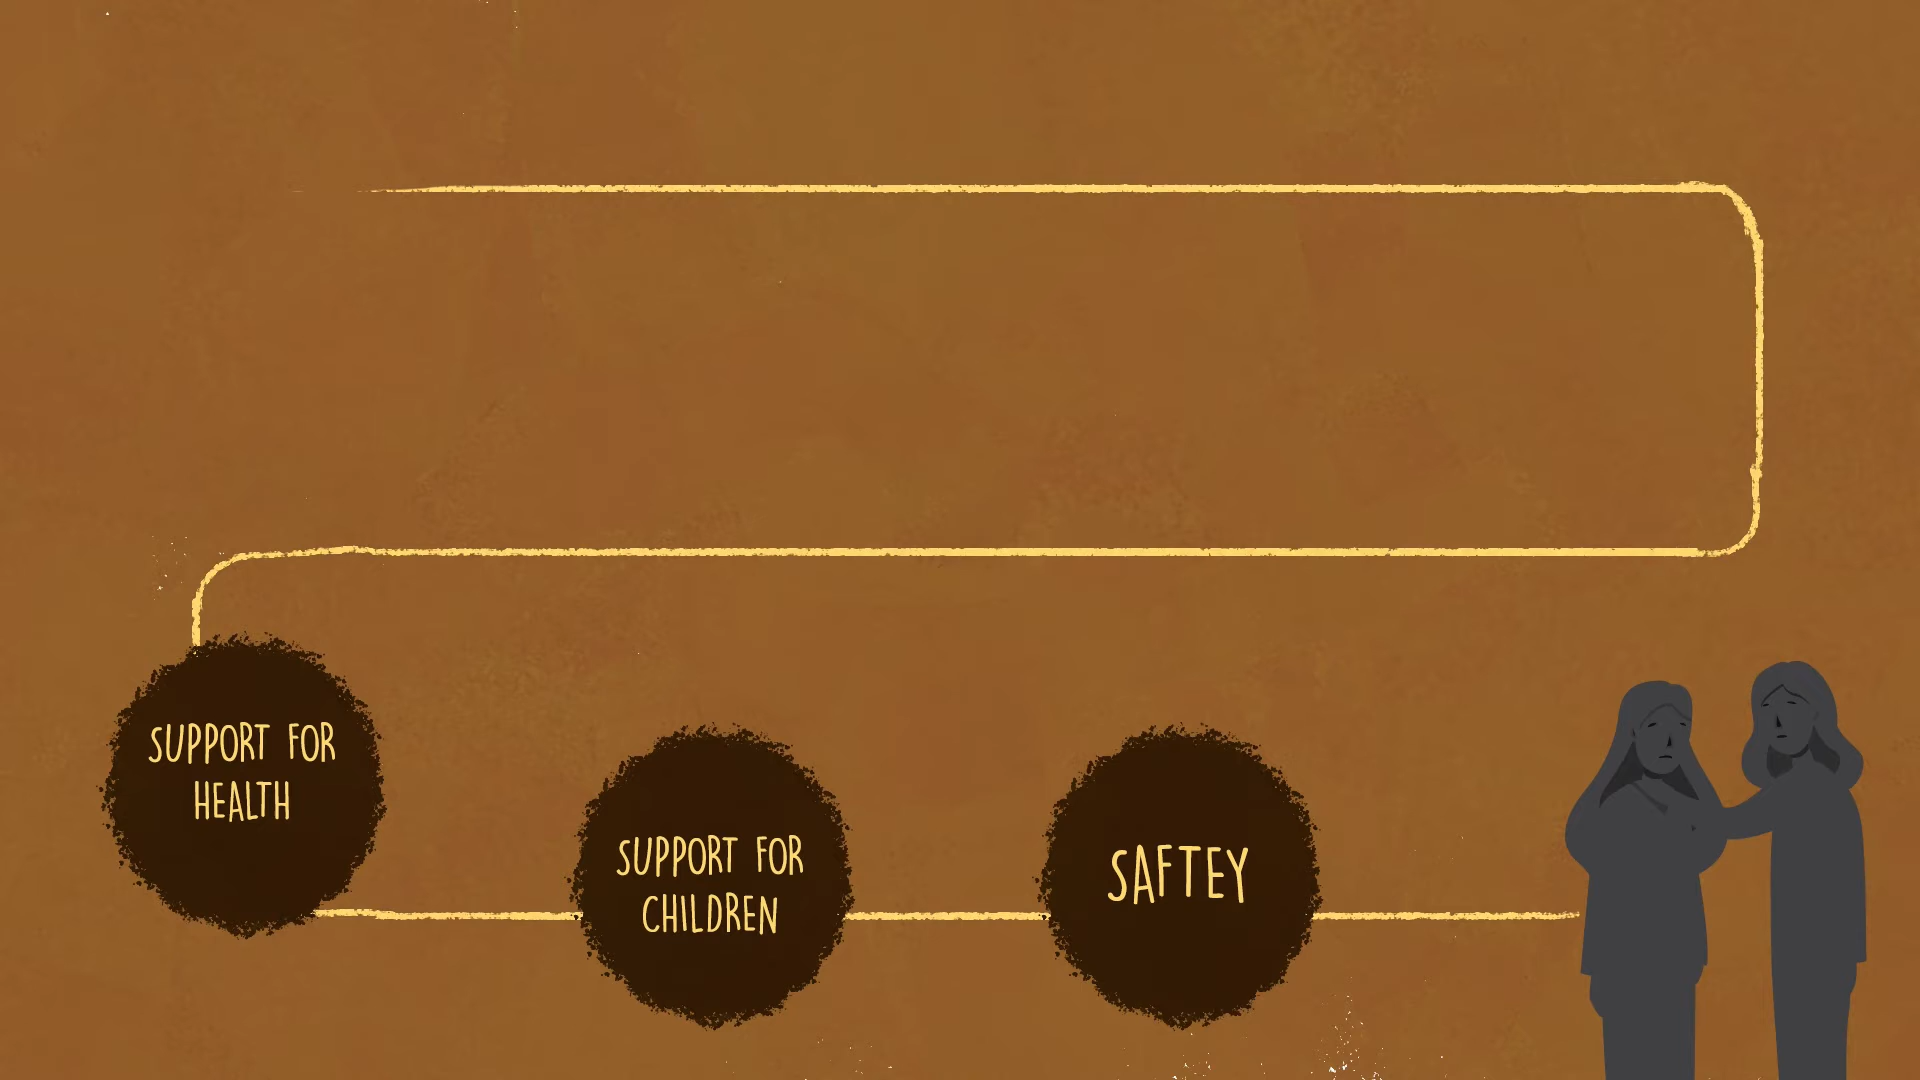 SUPPORT FOR
HEALTH
SUPPORT FOR
CHILDREN
SAFTEY